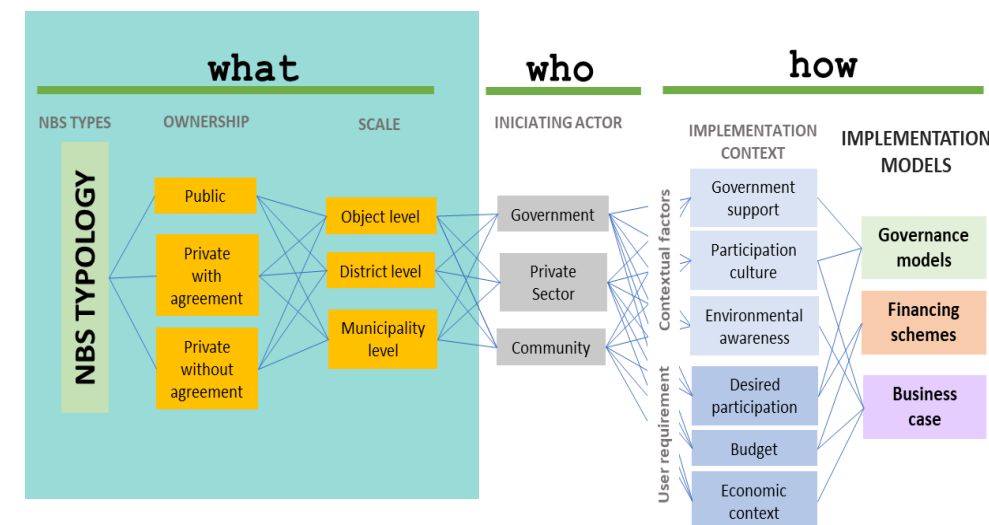 what
who
how
NBS TYPES
OWNERSHIP
SCALE
INICIATING ACTOR
IMPLEMENTATION
CONTEXT
IMPLEMENTATION
MODELS
NBS TYPOLOGY
Public
Private
with
agreement
Private
without
agreement
Object level
District level
Municipality
level
Government
Private
Sector
Community
Contextual factors
User requirement
Government
support
Participation
culture
Environmental
awareness
Desired
participation
Budget
Economic
context
Governance
models
Financing
schemes
Business
case